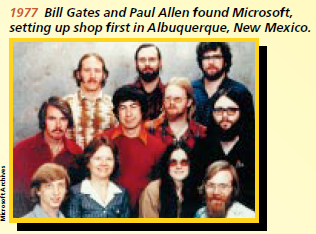 1977 Bill Gates and Paul Allen found Microsoft,
setting up shop first in Albuquerque, New Mexico.
Microsoft Archives